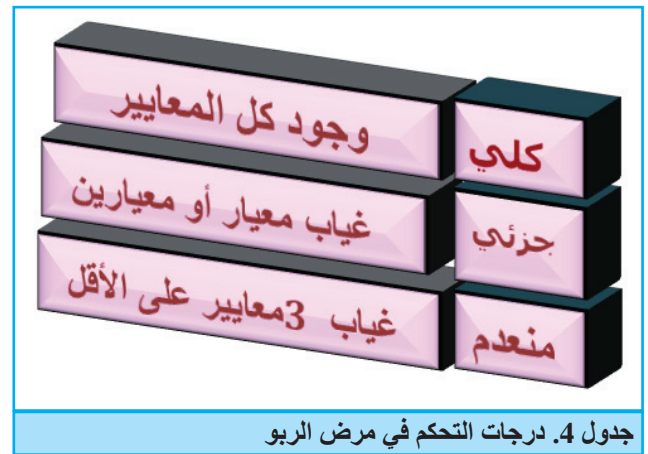 كلي وجود كل المعايير
جزئي غياب معيار أو معيارين
منعدم غياب 3معايير على الأقل
جدول 4. درجات التحكم في مرض الربو